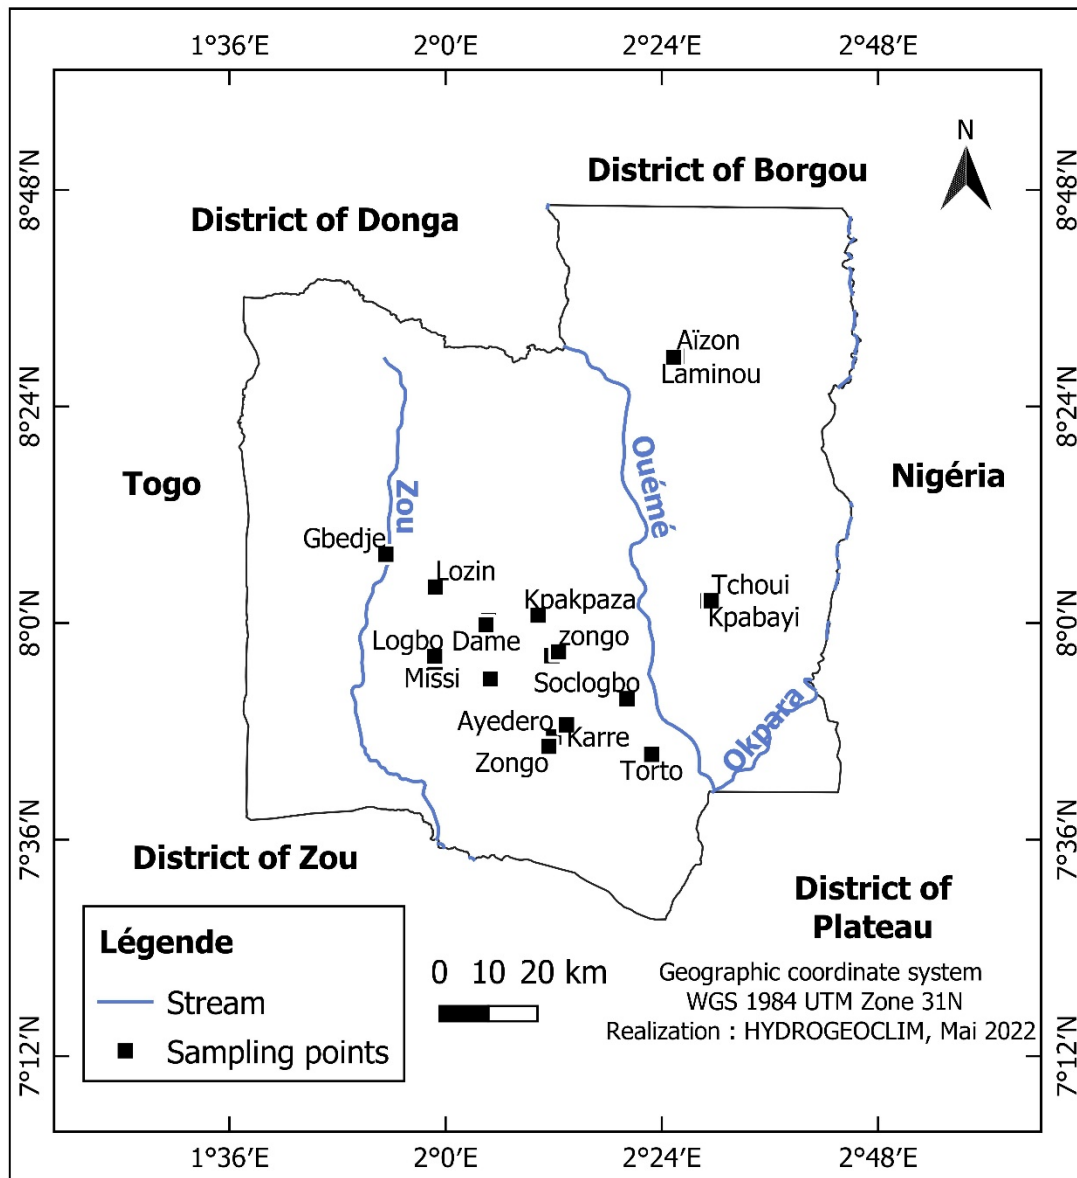 1°36′E 2°0′E 2°24′E 2°48′E
N
District of Borgou
8°48′N
8°48′N
District of Donga
Aïzon
Laminou
8°24′N
8°24′N
Ouémé
Togo
Zou
Nigéria
Gbedje
Lozin
Tchoui
Kpakpaza
Kpabayi
8°0′N
8°0′N
Logbo
Dame
zongo
Missi
Soclogbo
Okpara
Ayedero
Karre
Zongo
Torto
7°36′N
7°36′N
District of Zou
District of
Plateau
Légende
Stream
Sampling points
0 10 20 km
Geographic coordinate system
WGS 1984 UTM Zone 31N
Realization : HYDROGEOCLIM, Mai 2022
7°12′N
7°12′N
1°36′E 2°0′E 2°24′E 2°48′E